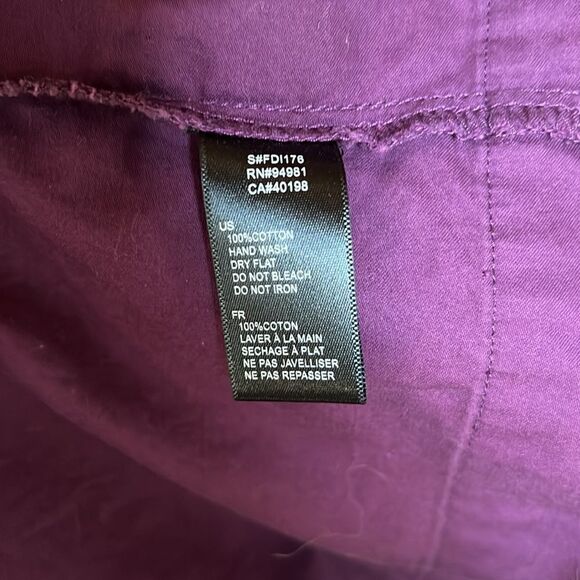 S#FDI176
RN#94981
CA#40198
US
100%COTTON
HAND WASH
DRY FLAT
DO NOT BLEACH
DO NOT IRON
FR
100%COTON
LAVER À LA MAIN
SECHAGE À PLAT
NE PAS JAVELLISER
NE PAS REPASSER